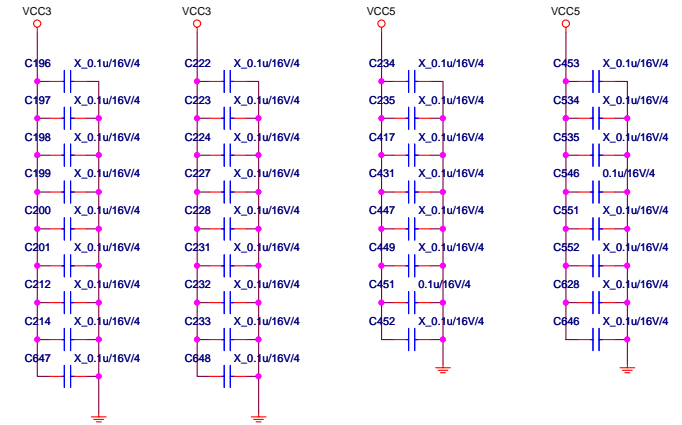 VCC3 VCC3 VCC5 VCC5
C196 X_0.1u/16V/4 C222 X_0.1u/16V/4 C234 X_0.1u/16V/4 C453 X_0.1u/16V/4
C197 X_0.1u/16V/4 C223 X_0.1u/16V/4 C235 X_0.1u/16V/4 C534 X_0.1u/16V/4
C198 X_0.1u/16V/4 C224 X_0.1u/16V/4 C417 X_0.1u/16V/4 C535 X_0.1u/16V/4
C199 X_0.1u/16V/4 C227 X_0.1u/16V/4 C431 X_0.1u/16V/4 C546 0.1u/16V/4
C200 X_0.1u/16V/4 C228 X_0.1u/16V/4 C447 X_0.1u/16V/4 C551 X_0.1u/16V/4
C201 X_0.1u/16V/4 C231 X_0.1u/16V/4 C449 X_0.1u/16V/4 C552 X_0.1u/16V/4
C212 X_0.1u/16V/4 C232 X_0.1u/16V/4 C451 0.1u/16V/4 C628 X_0.1u/16V/4
C214 X_0.1u/16V/4 C233 X_0.1u/16V/4 C452 X_0.1u/16V/4 C646 X_0.1u/16V/4
C647 X_0.1u/16V/4 C648 X_0.1u/16V/4